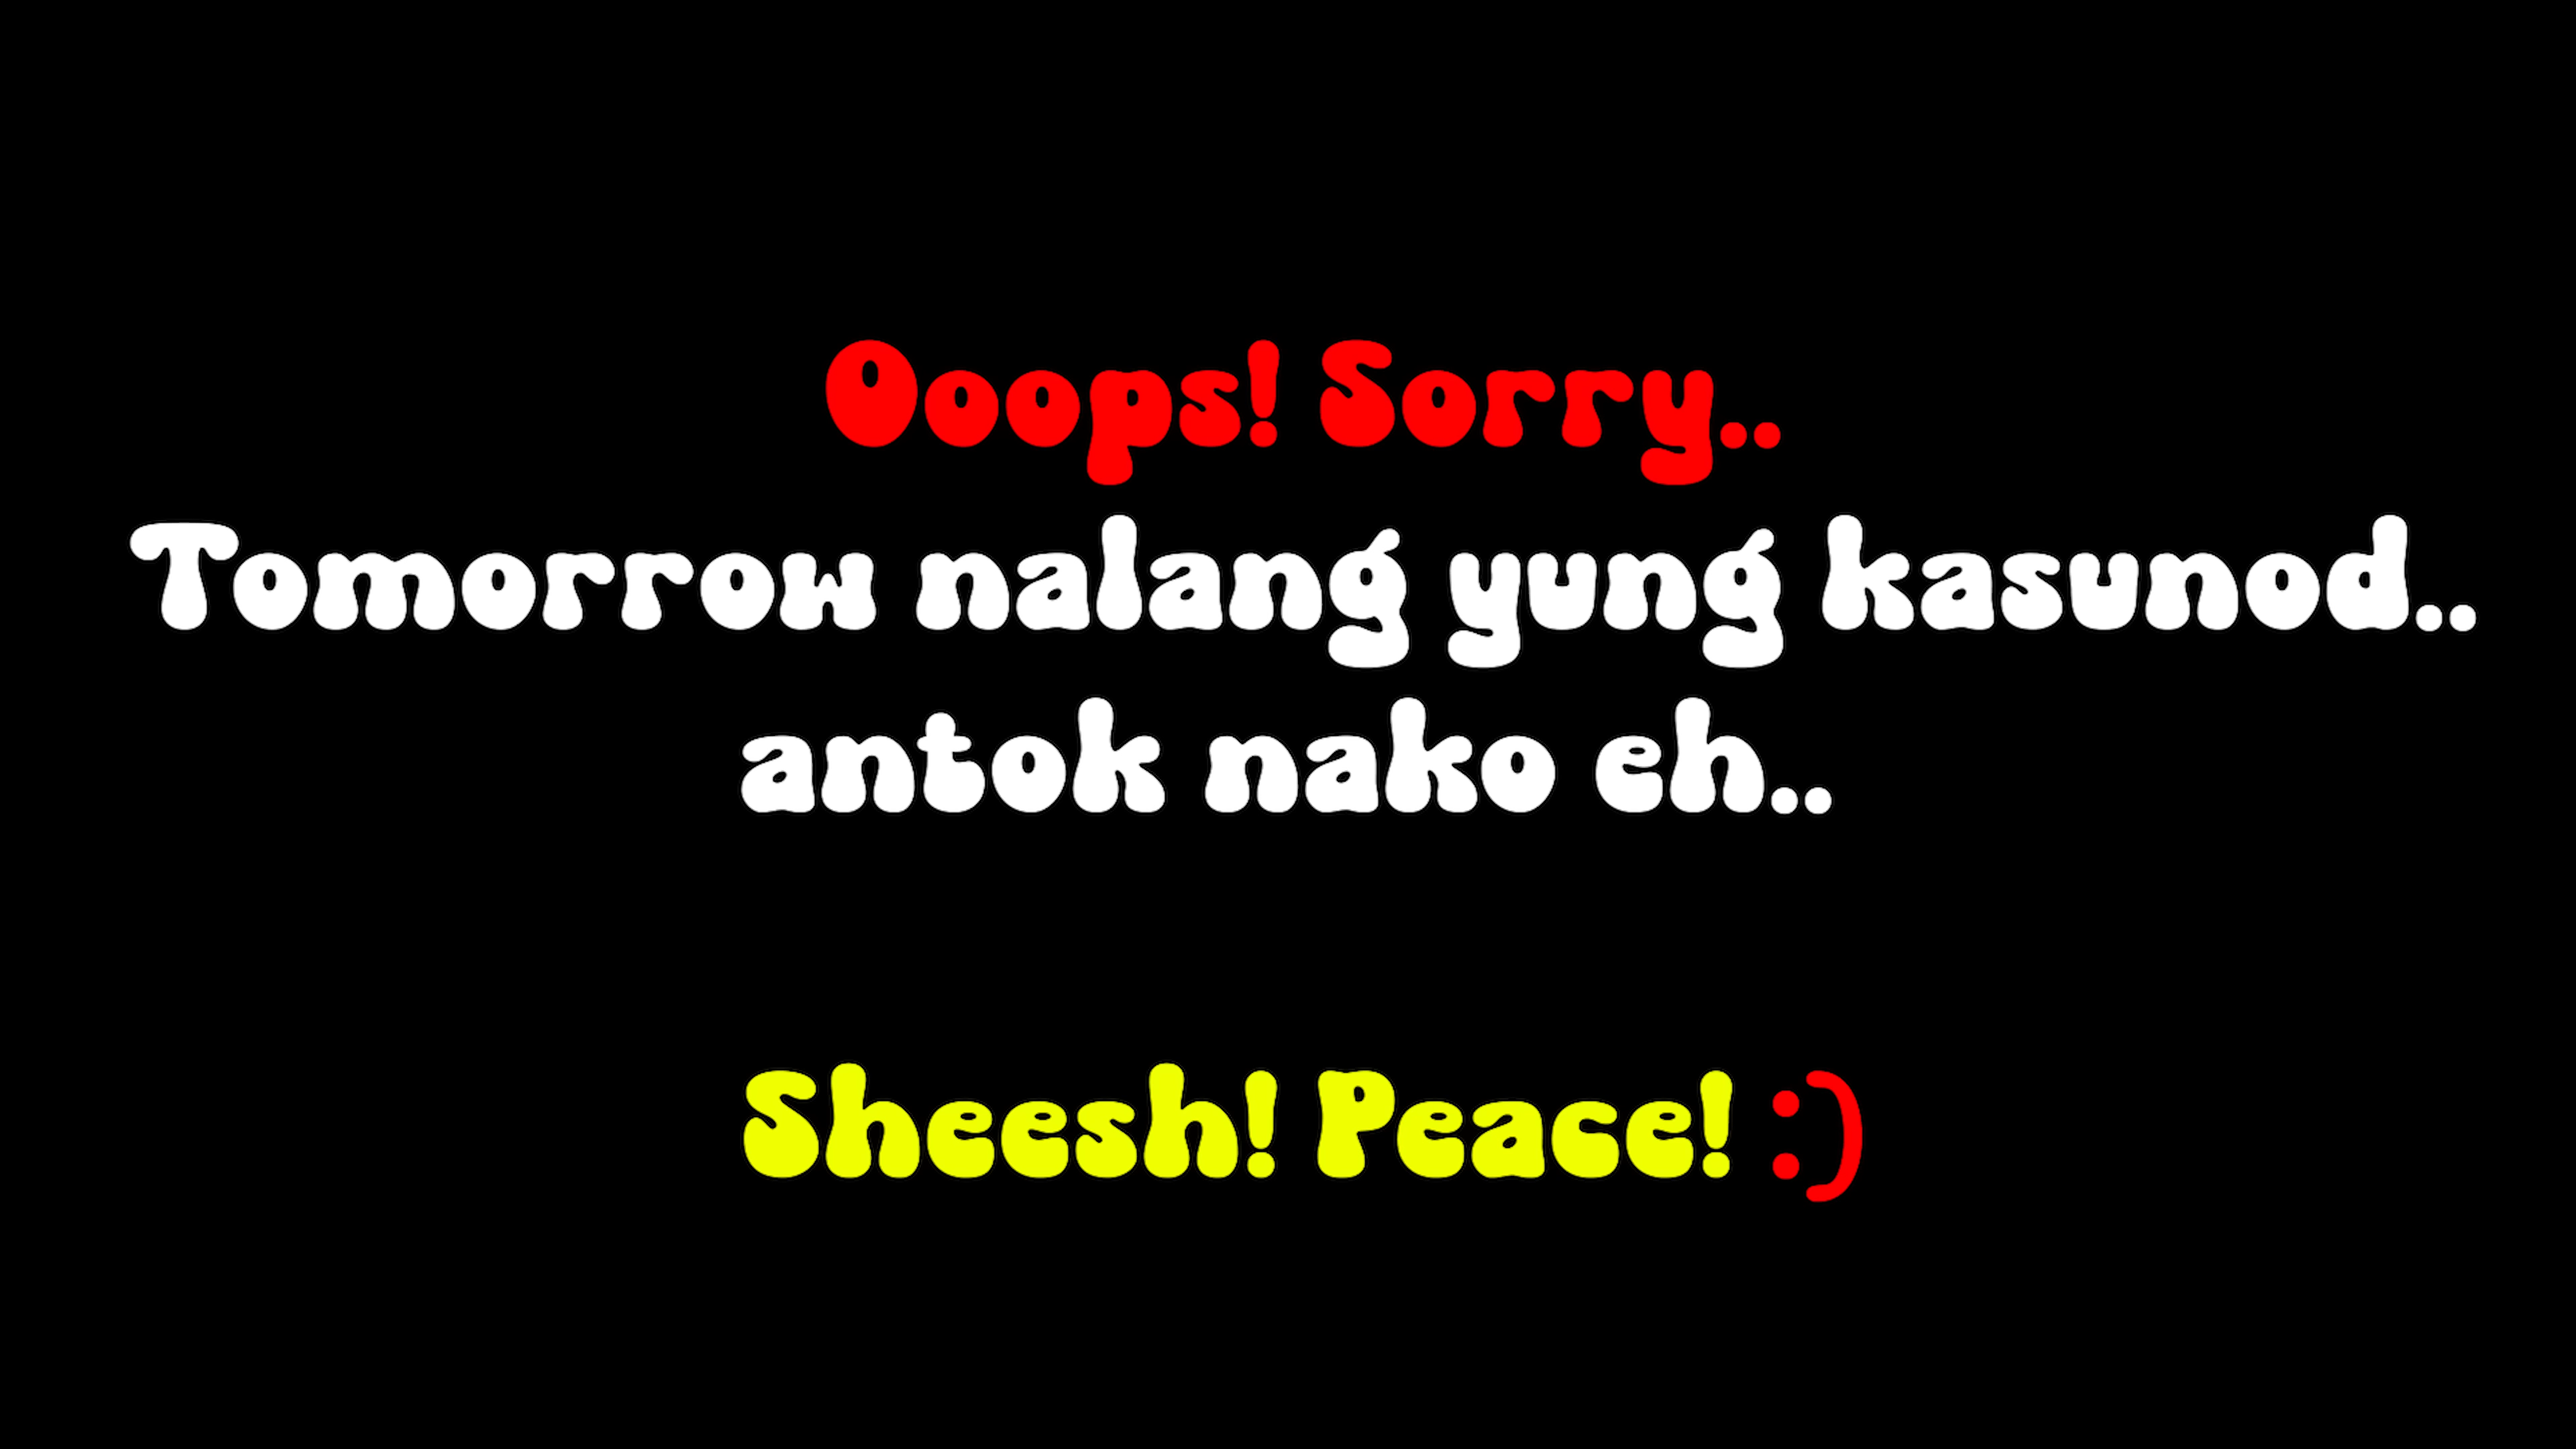 Ooops! Sorry..
Tomorrow nalang yung kasunod..
antok nako eh..
Sheesh! Peace! :)